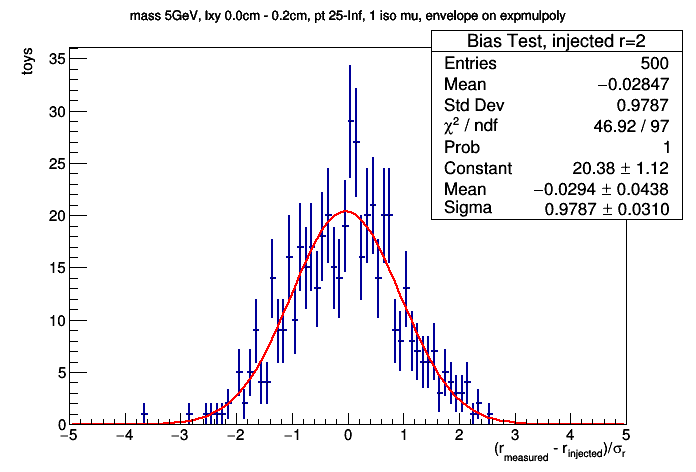 mass 5GeV, lxy 0.0cm - 0.2cm, pt 25-Inf, 1 iso mu, envelope on expmulpoly
toys
Bias Test, injected r=2
Entries 500
Mean −0.02847
Std Dev 0.9787
χ² / ndf 46.92 / 97
Prob 1
Constant 20.38 ± 1.12
Mean −0.0294 ± 0.0438
Sigma 0.9787 ± 0.0310
35
30
25
20
15
10
5
0
−5 −4 −3 −2 −1 0 1 2 3 4 5
(r_measured - r_injected)/σ_r